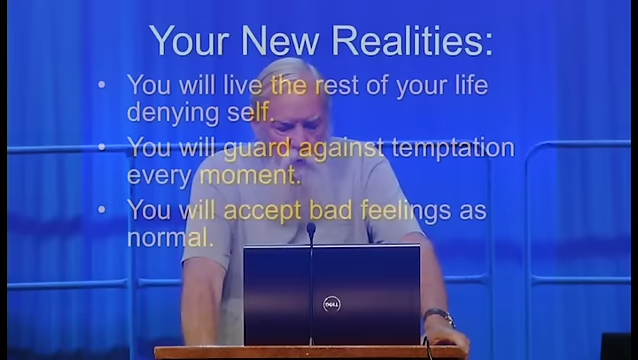 Your New Realities:
• You will live the rest of your life
denying self.
• You will guard against temptation
every moment.
• You will accept bad feelings as
normal.
DELL